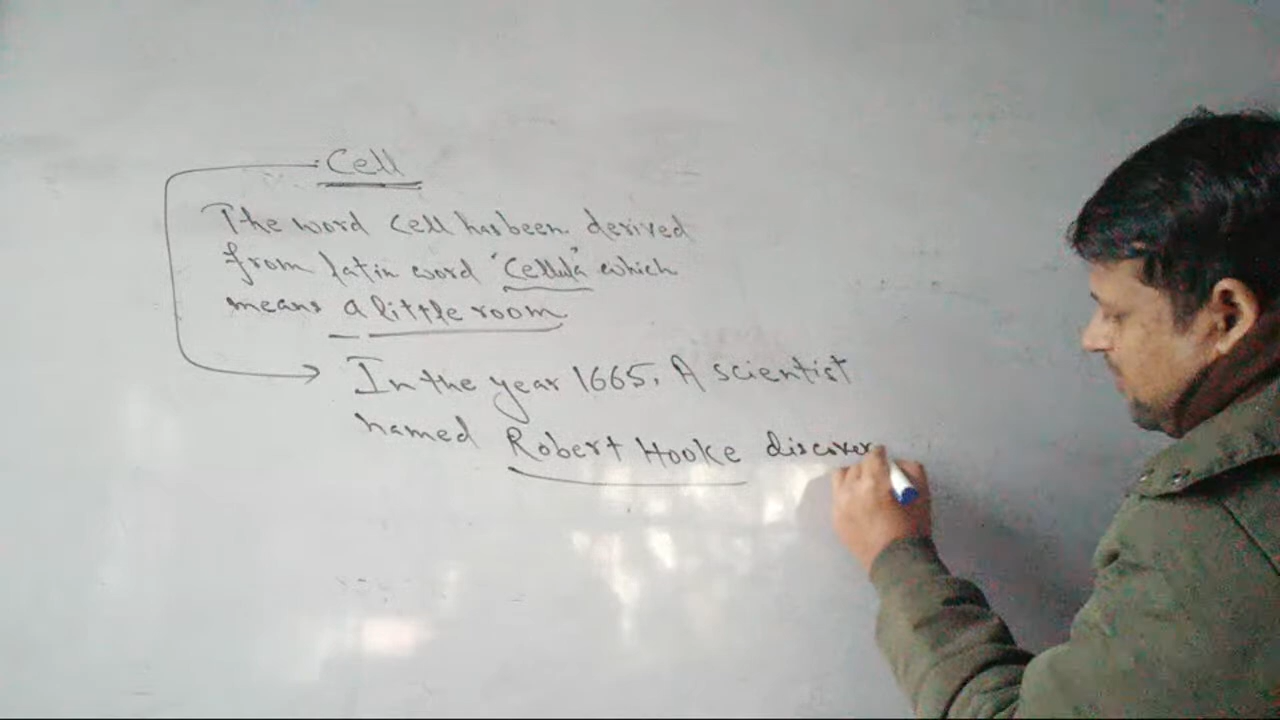 Cell
The word cell has been derived
from latin word "Cellula" which
means a little room.
In the year 1665, A scientist
named Robert Hooke discover